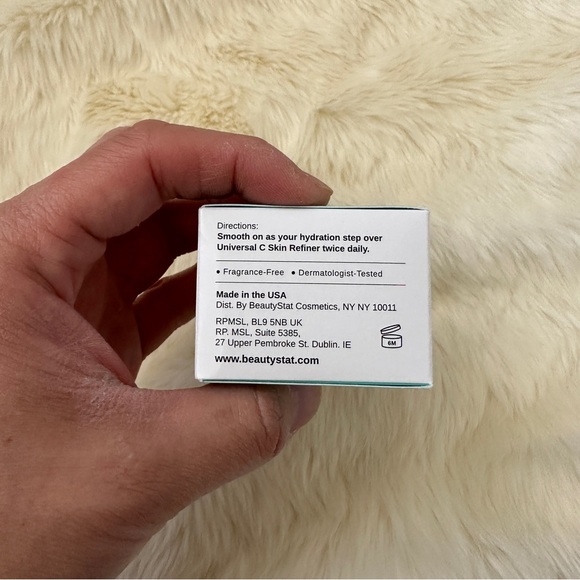 Directions:
Smooth on as your hydration step over
Universal C Skin Refiner twice daily.
• Fragrance-Free • Dermatologist-Tested
Made in the USA
Dist. By BeautyStat Cosmetics, NY NY 10011
RPMSL, BL9 5NB UK
RP. MSL, Suite 5385,
27 Upper Pembroke St. Dublin. IE
6M
www.beautystat.com